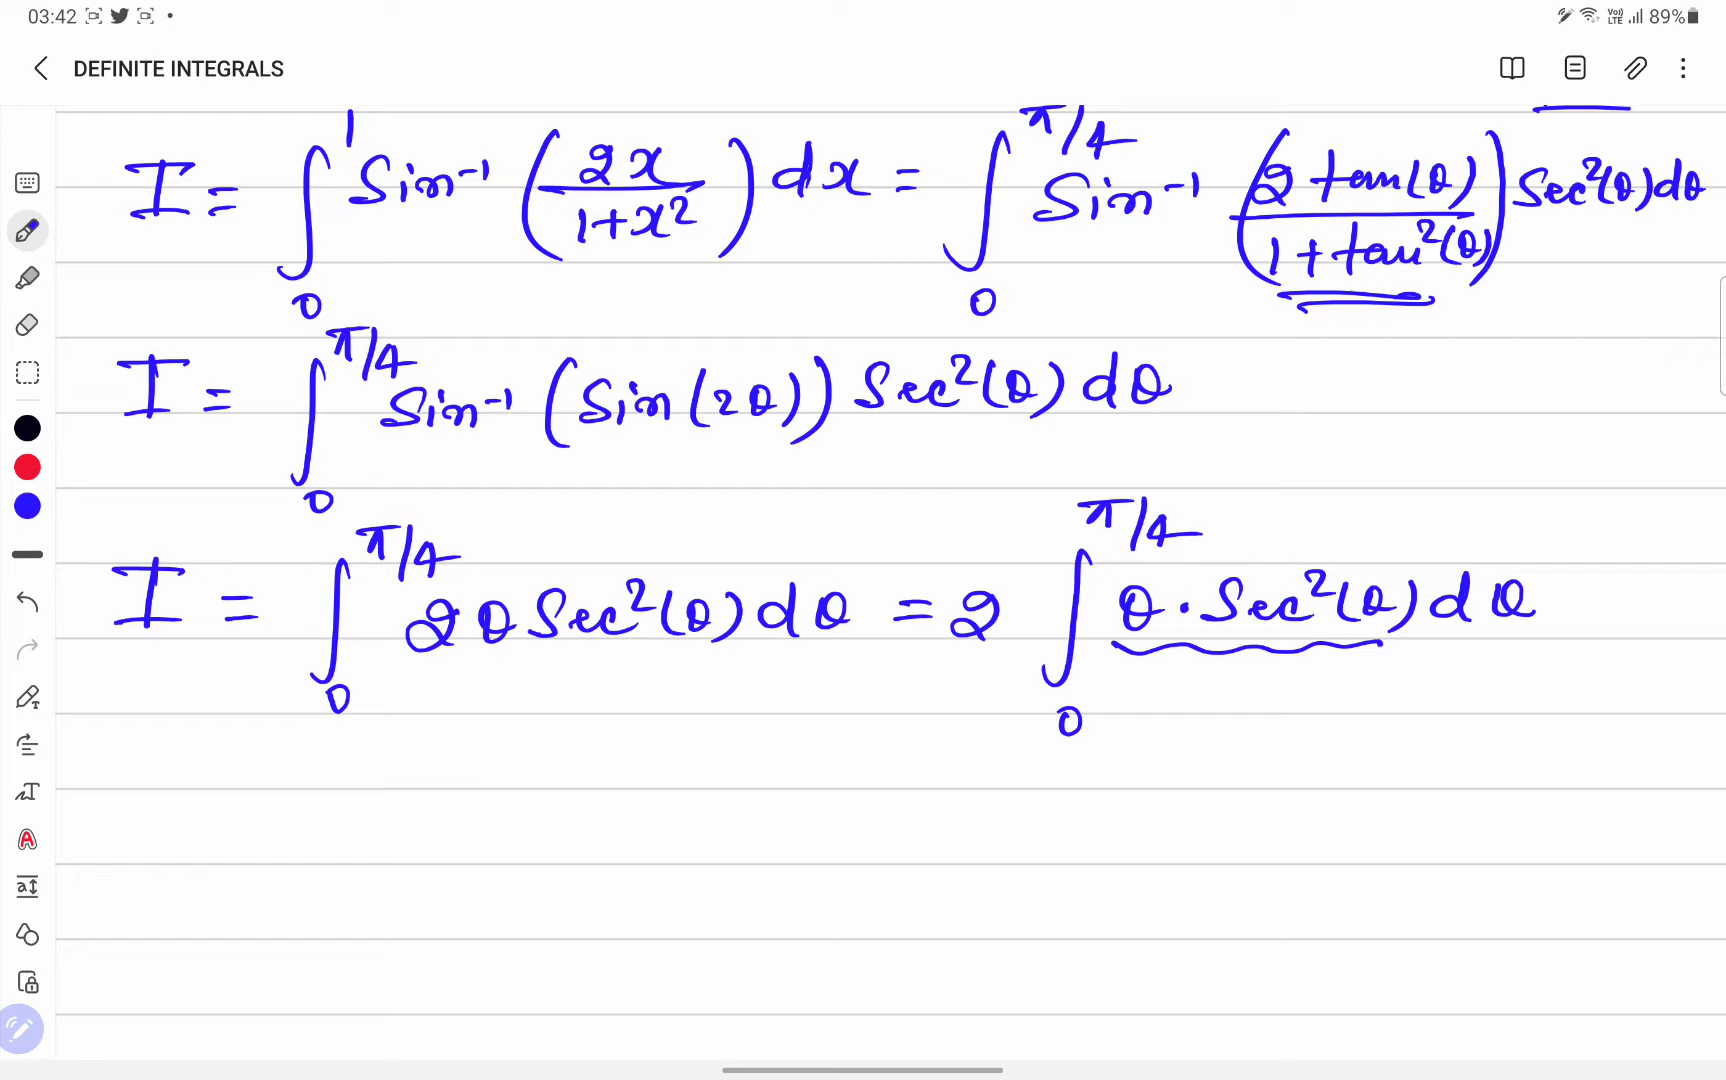 03:42 89%
DEFINITE INTEGRALS
I = ∫₀¹ Sin⁻¹ (2x / 1+x²) dx = ∫₀^(π/4) Sin⁻¹ (2 tan(θ) / 1+tan²(θ)) Sec²(θ) dθ
I = ∫₀^(π/4) Sin⁻¹ (Sin(2θ)) Sec²(θ) dθ
I = ∫₀^(π/4) 2θ Sec²(θ) dθ = 2 ∫₀^(π/4) θ · Sec²(θ) dθ